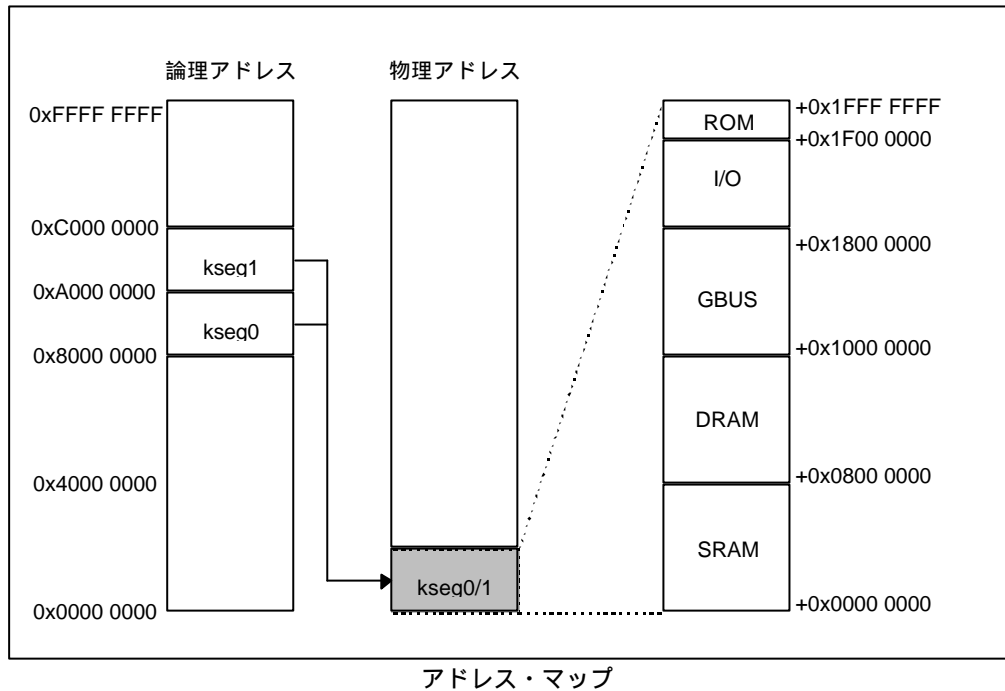 論理アドレス
物理アドレス
0xFFFF FFFF
0xC000 0000
kseg1
0xA000 0000
kseg0
0x8000 0000
0x4000 0000
0x0000 0000
kseg0/1
+0x1FFF FFFF
ROM
+0x1F00 0000
I/O
+0x1800 0000
GBUS
+0x1000 0000
DRAM
+0x0800 0000
SRAM
+0x0000 0000
アドレス・マップ